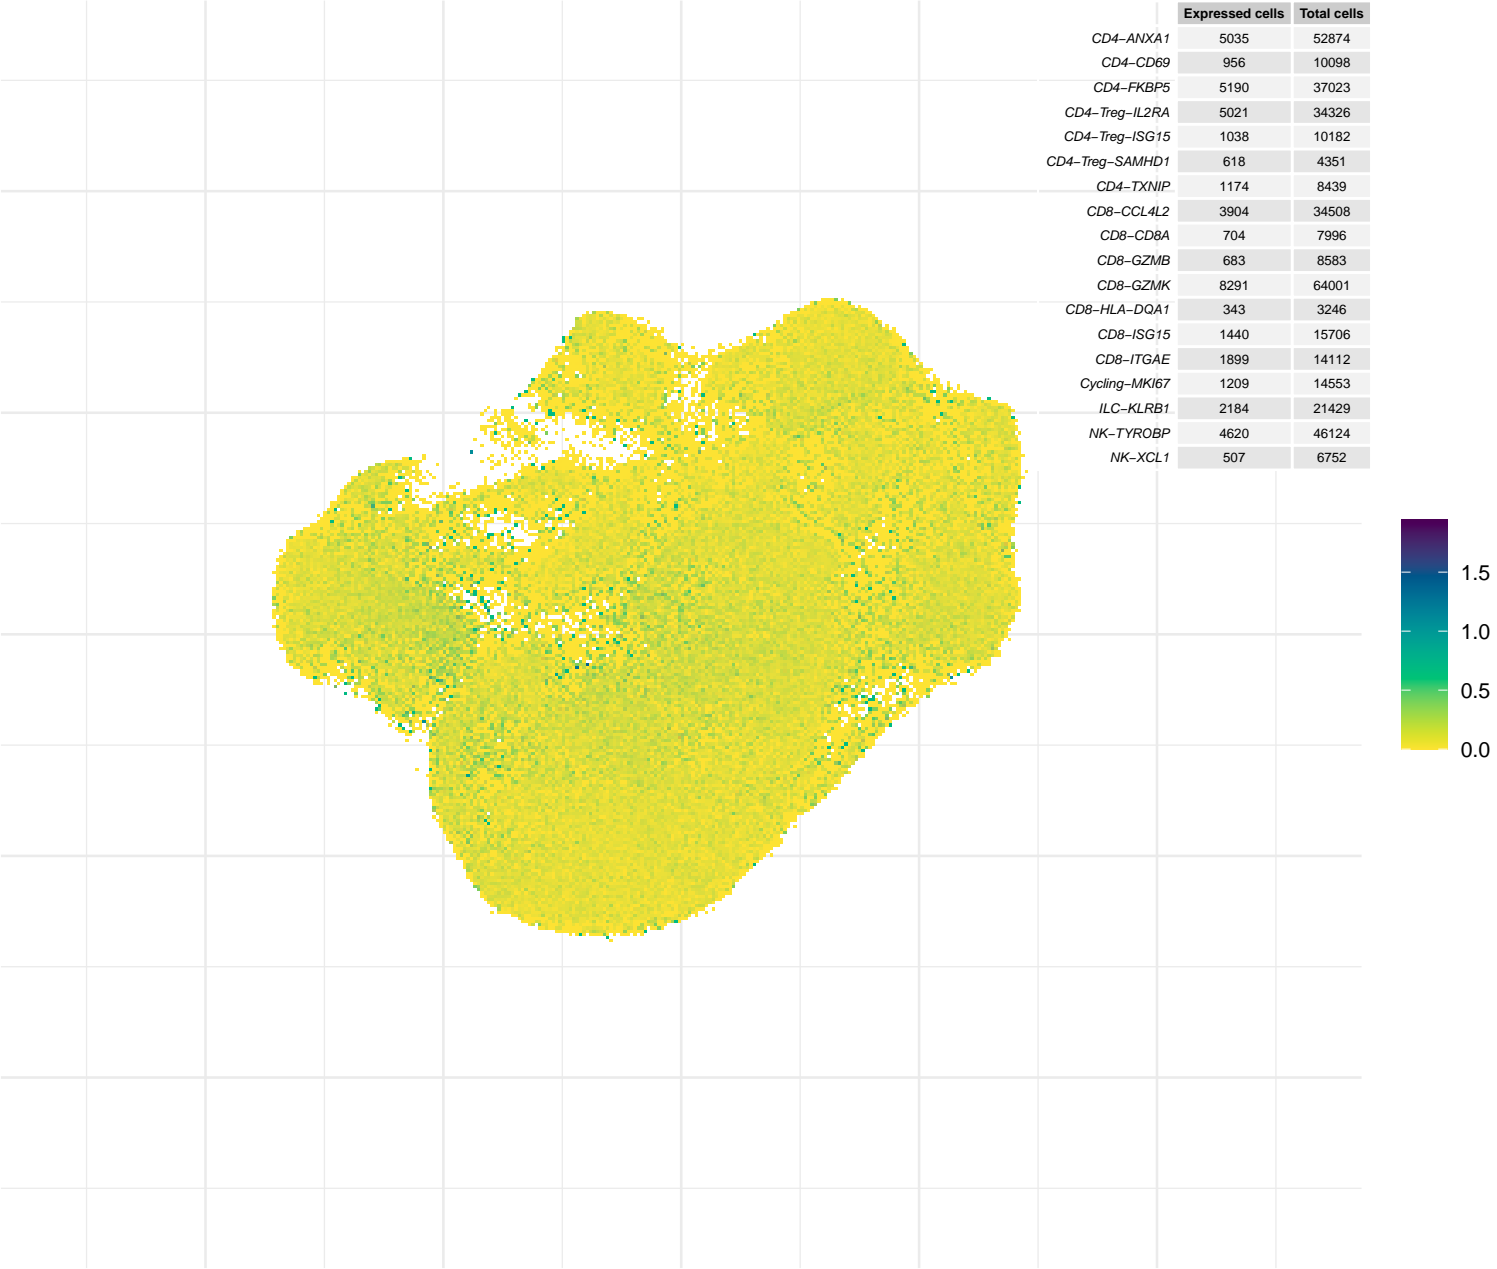 Expressed cells Total cells
CD4−ANXA1 5035 52874
CD4−CD69 956 10098
CD4−FKBP5 5190 37023
CD4−Treg−IL2RA 5021 34326
CD4−Treg−ISG15 1038 10182
CD4−Treg−SAMHD1 618 4351
CD4−TXNIP 1174 8439
CD8−CCL4L2 3904 34508
CD8−CD8A 704 7996
CD8−GZMB 683 8583
CD8−GZMK 8291 64001
CD8−HLA−DQA1 343 3246
CD8−ISG15 1440 15706
CD8−ITGAE 1899 14112
Cycling−MKI67 1209 14553
ILC−KLRB1 2184 21429
NK−TYROBP 4620 46124
NK−XCL1 507 6752
1.5
1.0
0.5
0.0